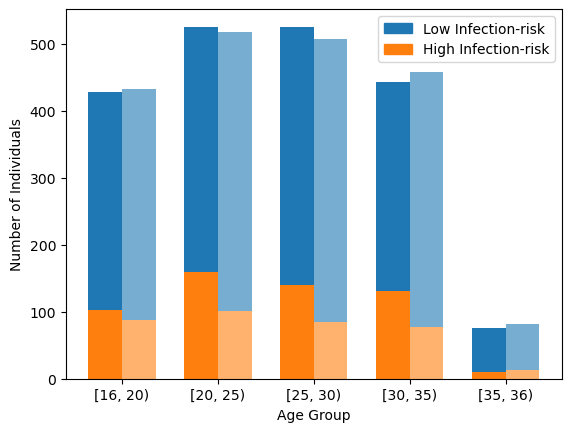 Low Infection-risk
High Infection-risk
Number of Individuals
500
400
300
200
100
0
[16, 20)
[20, 25)
[25, 30)
[30, 35)
[35, 36)
Age Group